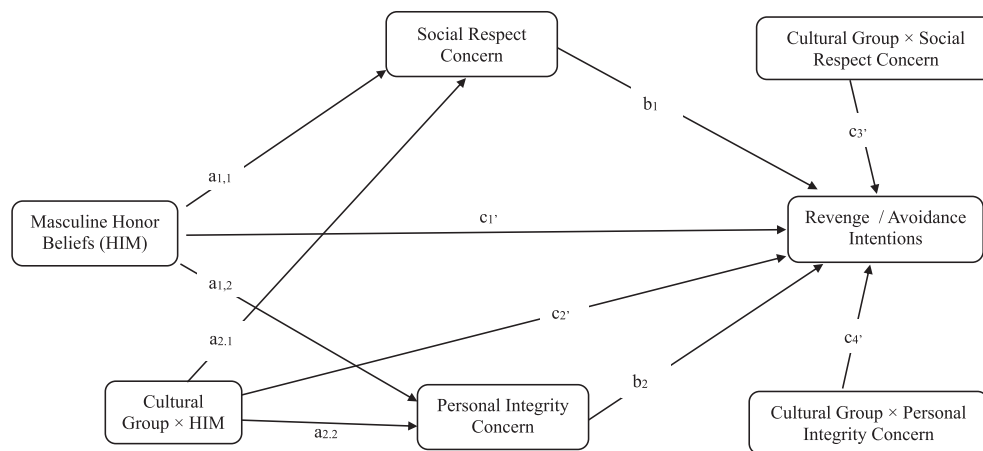 Social Respect
Concern
Cultural Group × Social
Respect Concern
b1
c3'
a1,1
Masculine Honor
Beliefs (HIM)
c1'
Revenge / Avoidance
Intentions
a1,2
c2'
a2.1
c4'
b2
Cultural
Group × HIM
a2.2
Personal Integrity
Concern
Cultural Group × Personal
Integrity Concern